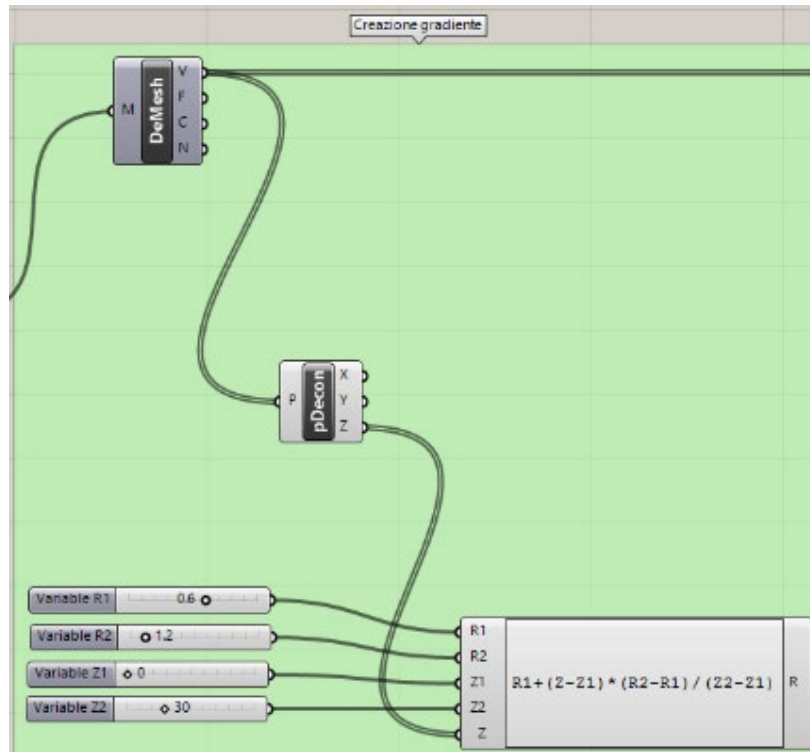 Creazione gradiente
M
DeMesh
V
F
C
N
P
pDecon
X
Y
Z
Variable R1
0.6
Variable R2
1.2
Variable Z1
0
Variable Z2
30
R1
R2
Z1
Z2
Z
R1+(Z-Z1)*(R2-R1)/(Z2-Z1)
R